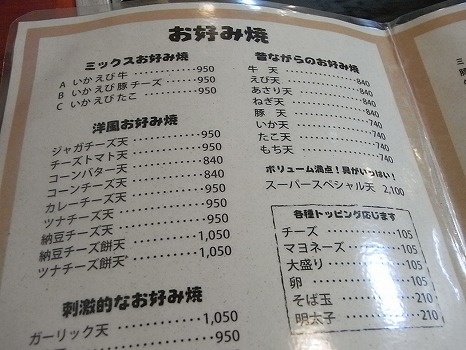 お好み焼
ミックスお好み焼
A いか えび 牛 ‥‥‥‥‥‥950
B いか えび 豚 チーズ ‥‥‥950
C いか えび たこ ‥‥‥‥‥950
洋風お好み焼
ジャガチーズ天 ‥‥‥‥‥950
チーズトマト天 ‥‥‥‥‥950
コーンバター天 ‥‥‥‥‥840
コーンチーズ天 ‥‥‥‥‥840
カレーチーズ天 ‥‥‥‥‥950
ツナチーズ天 ‥‥‥‥‥‥950
納豆チーズ天 ‥‥‥‥‥‥950
納豆チーズ餅天 ‥‥‥‥1,050
ツナチーズ餅天 ‥‥‥‥1,050
刺激的なお好み焼
ガーリック天 ‥‥‥‥‥1,050
950
昔ながらのお好み焼
牛 天 ‥‥‥‥‥‥‥840
えび天 ‥‥‥‥‥‥‥840
あさり天 ‥‥‥‥‥‥840
ねぎ天 ‥‥‥‥‥‥‥740
豚 天 ‥‥‥‥‥‥‥740
いか天 ‥‥‥‥‥‥‥740
たこ天 ‥‥‥‥‥‥‥740
もち天 ‥‥‥‥‥‥‥740
ボリューム満点！具がいっぱい！
スーパースペシャル天 2,100
各種トッピング応じます
チーズ ‥‥‥‥‥‥‥105
マヨネーズ ‥‥‥‥‥105
大盛り ‥‥‥‥‥‥‥105
卵 ‥‥‥‥‥‥‥‥‥105
そば玉 ‥‥‥‥‥‥‥210
明太子 ‥‥‥‥‥‥‥210